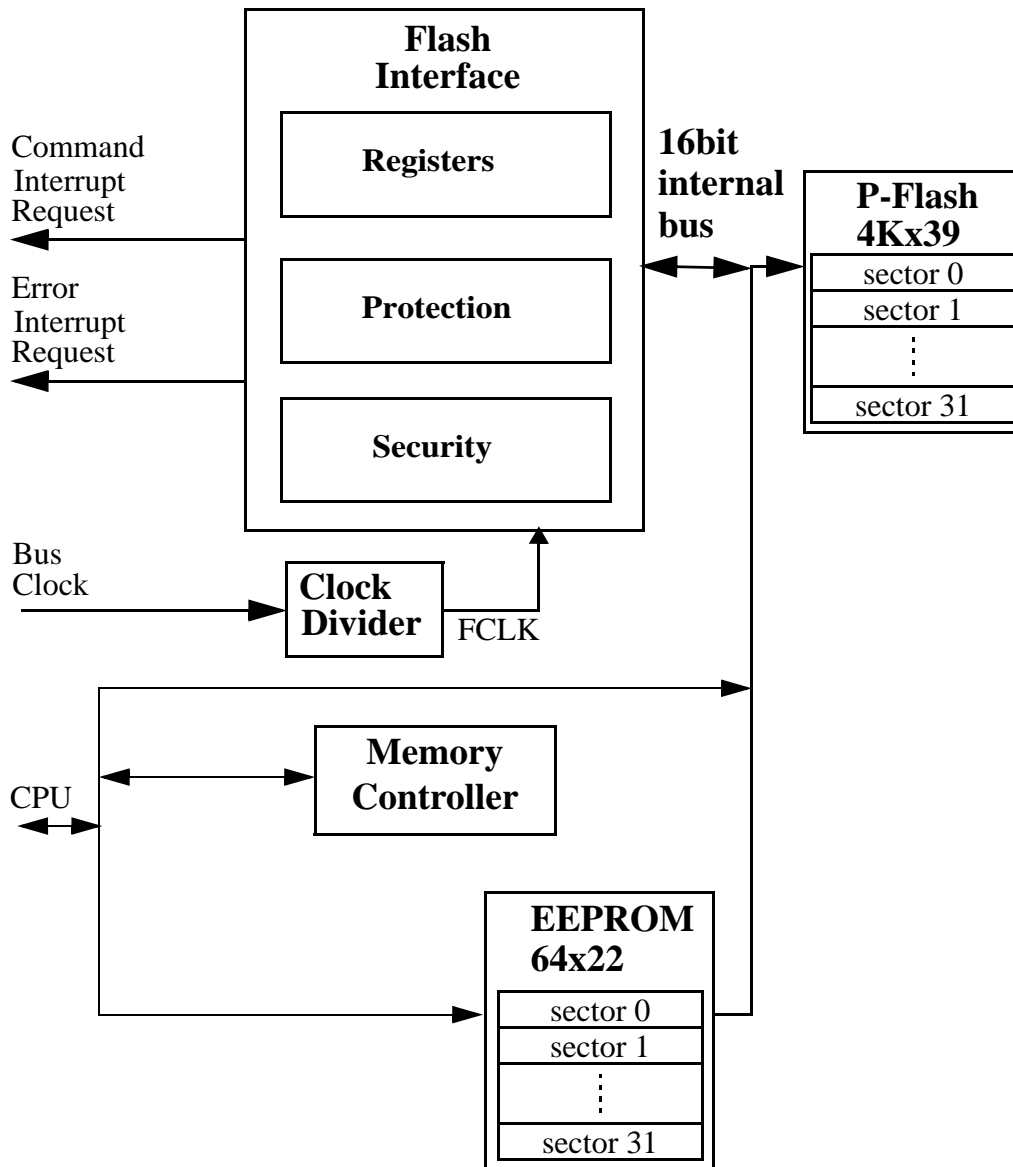 Flash
Interface
Registers
Protection
Security
Command
Interrupt
Request
Error
Interrupt
Request
16bit
internal
bus
P-Flash
4Kx39
sector 0
sector 1
sector 31
Bus
Clock
Clock
Divider
FCLK
Memory
Controller
CPU
EEPROM
64x22
sector 0
sector 1
sector 31